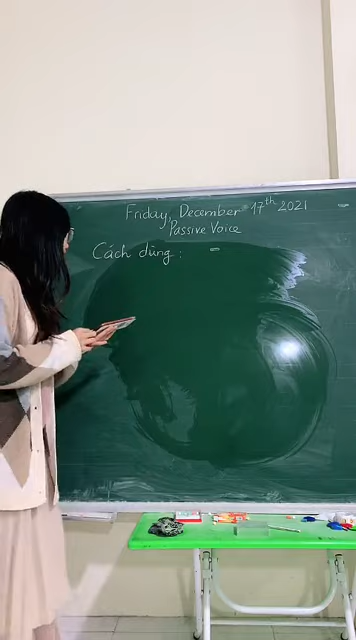 Friday, December 17th 2021
Passive Voice
Cách dùng : -